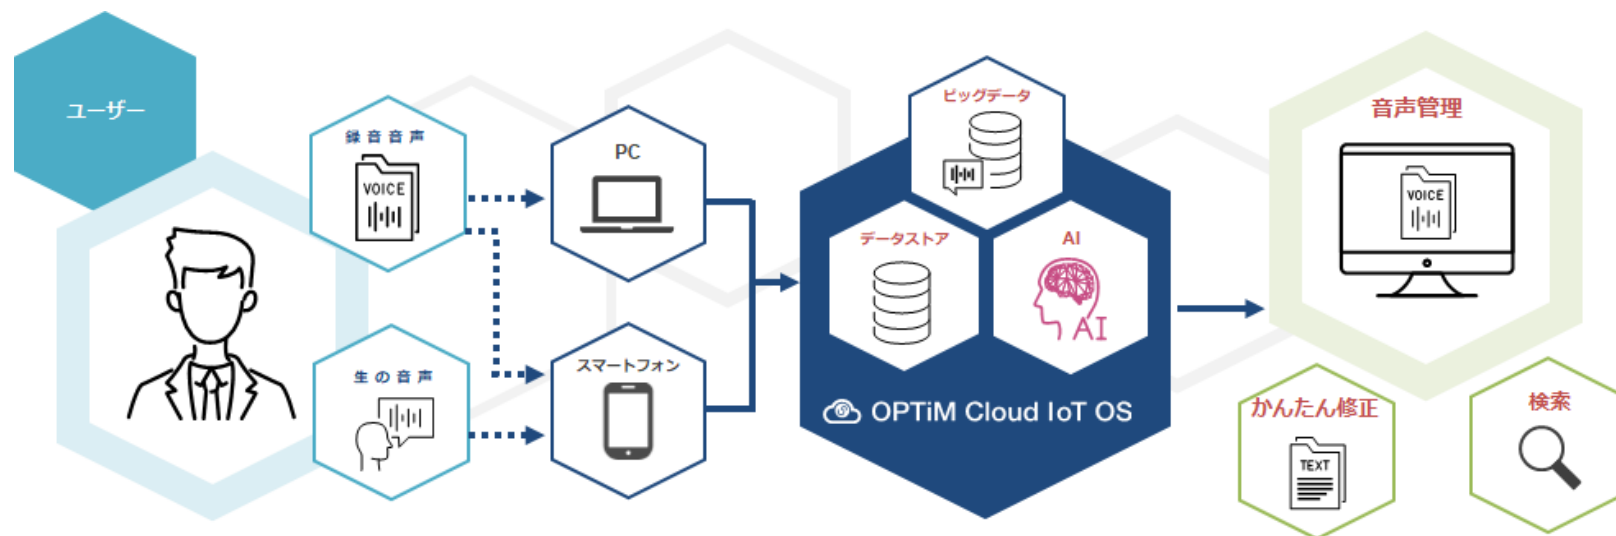 ユーザー
録音音声
VOICE
生の音声
PC
スマートフォン
ビッグデータ
データストア
AI
AI
OPTiM Cloud IoT OS
音声管理
VOICE
かんたん修正
TEXT
検索